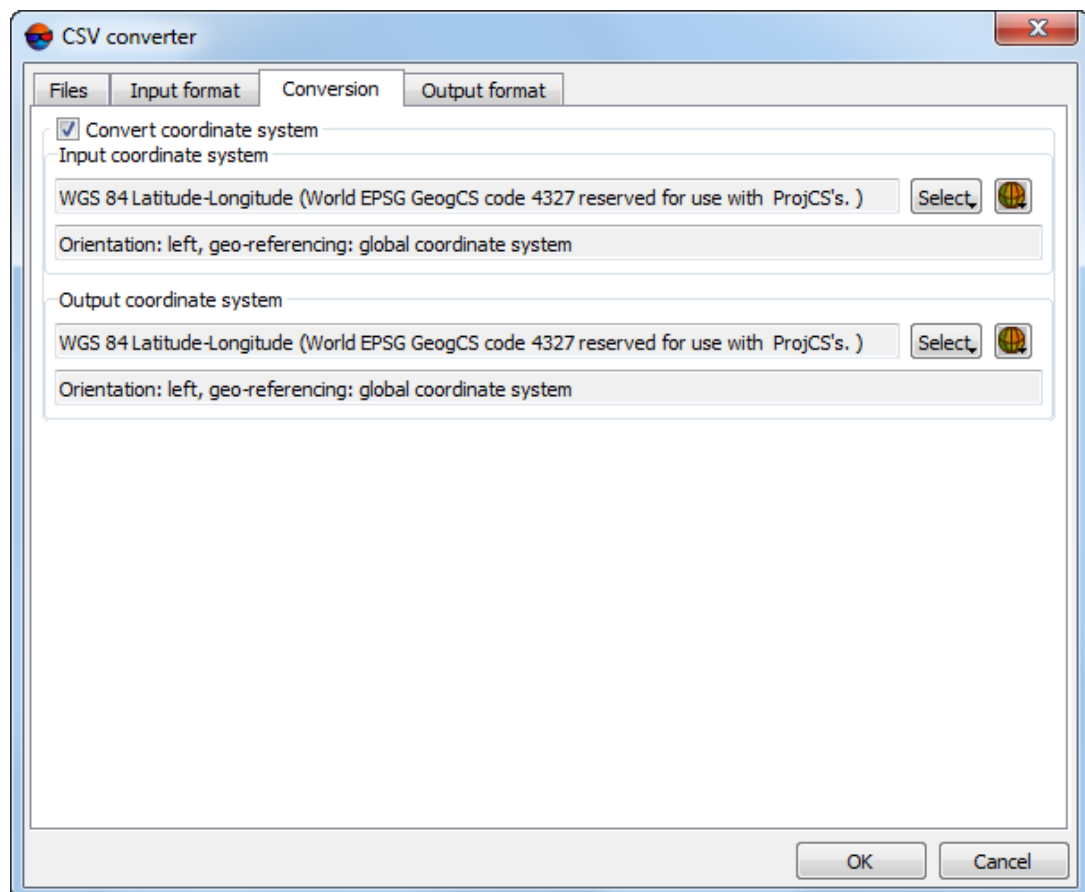 CSV converter
Files Input format Conversion Output format
Convert coordinate system
Input coordinate system
WGS 84 Latitude-Longitude (World EPSG GeogCS code 4327 reserved for use with  ProjCS's. ) Select
Orientation: left, geo-referencing: global coordinate system
Output coordinate system
WGS 84 Latitude-Longitude (World EPSG GeogCS code 4327 reserved for use with  ProjCS's. ) Select
Orientation: left, geo-referencing: global coordinate system
OK Cancel